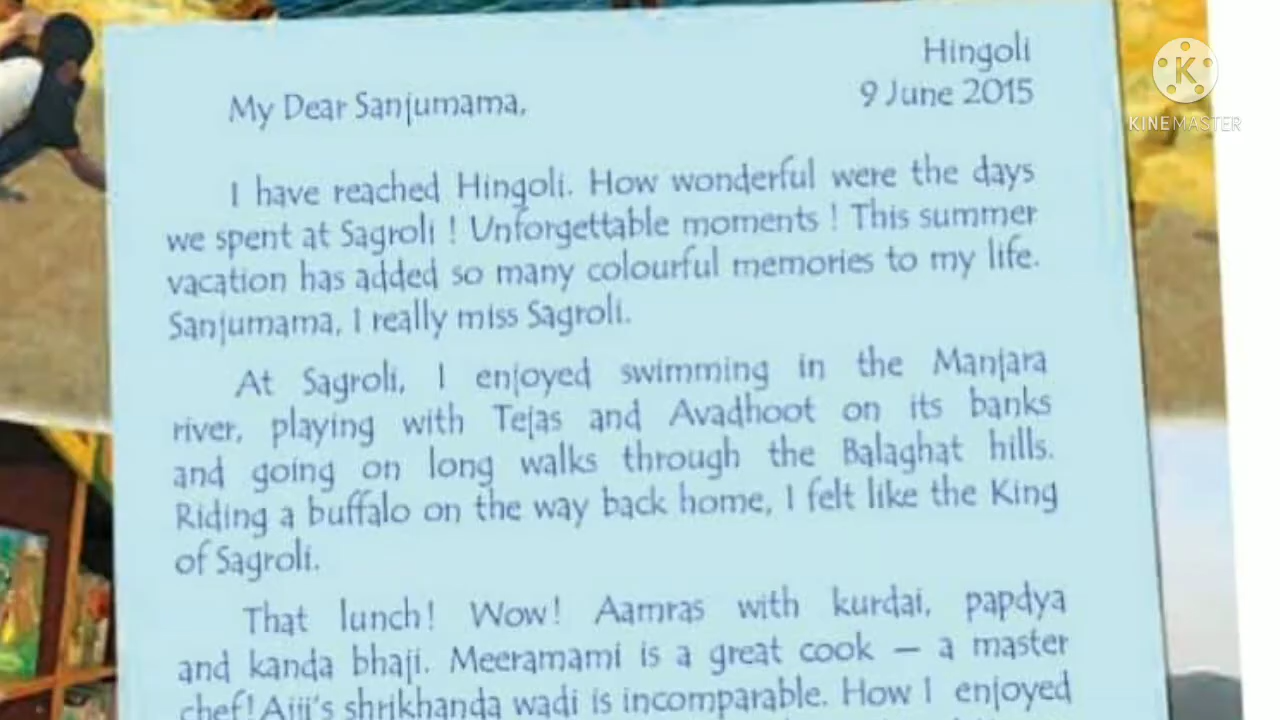 Hingoli
My Dear Sanjumama,
9 June 2015
I have reached Hingoli. How wonderful were the days
we spent at Sagroli ! Unforgettable moments ! This summer
vacation has added so many colourful memories to my life.
Sanjumama, I really miss Sagroli.
At Sagroli, I enjoyed swimming in the Manjara
river, playing with Tejas and Avadhoot on its banks
and going on long walks through the Balaghat hills.
Riding a buffalo on the way back home, I felt like the King
of Sagroli.
That lunch! Wow! Aamras with kurdai, papdya
and kanda bhaji. Meeramami is a great cook – a master
chef! Ajji's shrikhanda wadi is incomparable. How I enjoyed
K
KINEMASTER